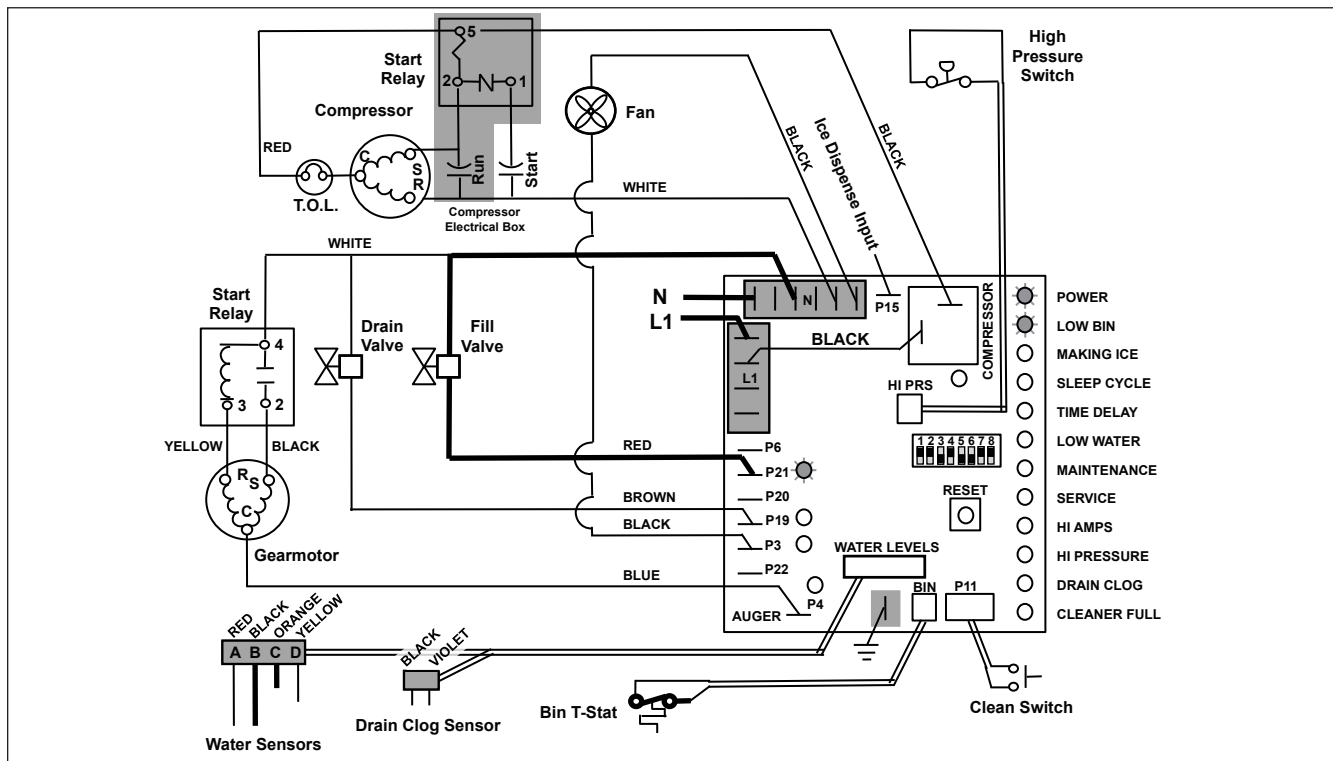 5
Start
Relay
2
1
Compressor
RED
C
S
R
T.O.L.
Run
Start
Compressor
Electrical Box
WHITE
Fan
BLACK
Ice Dispense Input
BLACK
High
Pressure
Switch
WHITE
Start
Relay
4
3
2
YELLOW
BLACK
R
S
C
Gearmotor
Drain
Valve
Fill
Valve
N
L1
N
P15
BLACK
L1
COMPRESSOR
HI PRS
1 2 3 4 5 6 7 8
RESET
POWER
LOW BIN
MAKING ICE
SLEEP CYCLE
TIME DELAY
LOW WATER
MAINTENANCE
SERVICE
HI AMPS
HI PRESSURE
DRAIN CLOG
CLEANER FULL
P6
RED
P21
P20
BROWN
P19
BLACK
P3
P22
BLUE
P4
AUGER
WATER LEVELS
BIN
P11
RED
BLACK
ORANGE
YELLOW
A B C D
Water Sensors
BLACK
VIOLET
Drain Clog Sensor
Bin T-Stat
Clean Switch